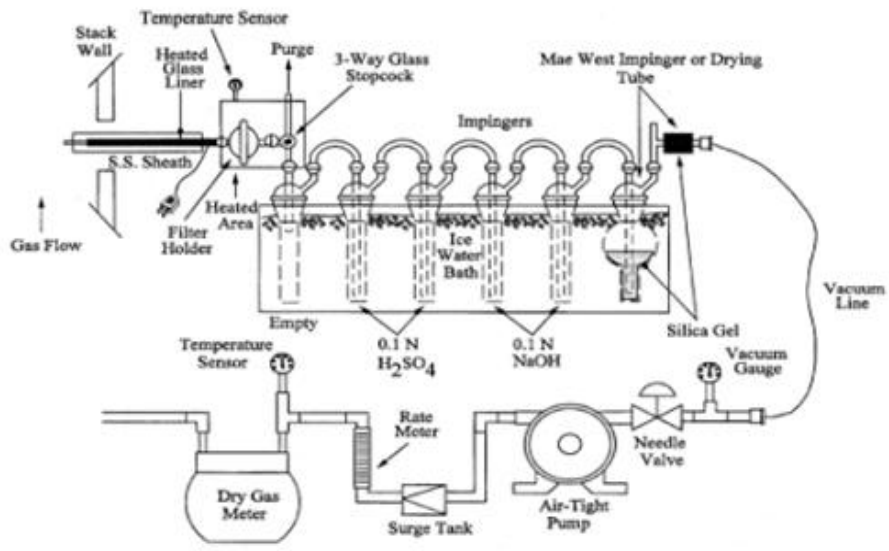 Temperature
Sensor
Stack
Wall
Heated
Glass
Liner
Purge
3-Way Glass
Stopcock
Mae West Impinger or Drying
Tube
Impingers
S.S. Sheath
Gas Flow
Filter
Holder
Heated
Area
Ice
Water
Bath
Vacuum
Line
Empty
0.1 N
H2SO4
0.1 N
NaOH
Silica Gel
Temperature
Sensor
Vacuum
Gauge
Rate
Meter
Needle
Valve
Dry Gas
Meter
Surge Tank
Air-Tight
Pump